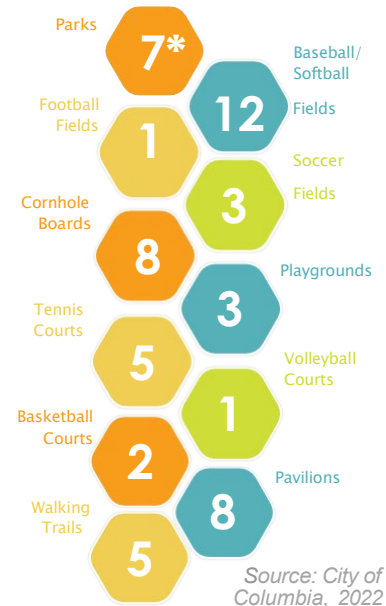 Parks
7*
Baseball/
Softball
Fields
12
Football
Fields
1
Soccer
Fields
3
Cornhole
Boards
8
Playgrounds
3
Tennis
Courts
5
Volleyball
Courts
1
Basketball
Courts
2
Pavilions
8
Walking
Trails
5
Source: City of
Columbia, 2022